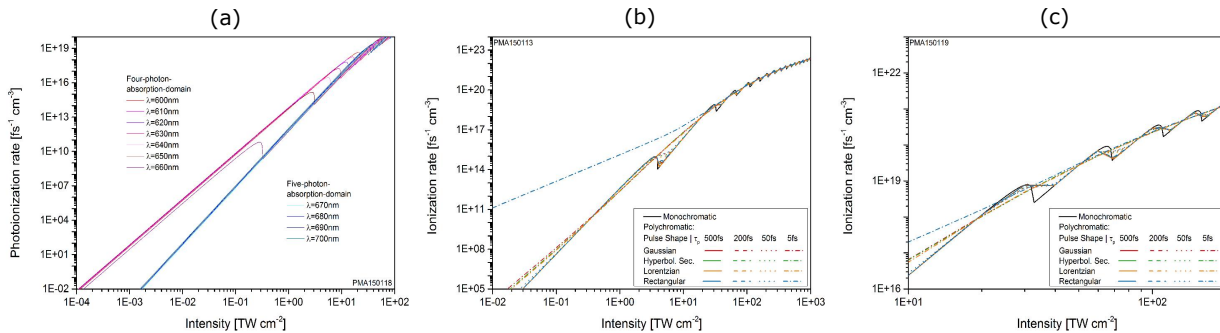 (a)
Photoionization rate [fs⁻¹ cm⁻³]
1E+19
1E+16
1E+13
1E+10
1E+07
1E+04
1E+01
1E-02
Four-photon-
absorption-domain
λ=600nm
λ=610nm
λ=620nm
λ=630nm
λ=640nm
λ=650nm
λ=660nm
Five-photon-
absorption-domain
λ=670nm
λ=680nm
λ=690nm
λ=700nm
PMA150118
1E-04 1E-03 1E-02 1E-01 1E+00 1E+01 1E+02
Intensity [TW cm⁻²]
(b)
PMA150113
Ionization rate [fs⁻¹ cm⁻³]
1E+23
1E+20
1E+17
1E+14
1E+11
1E+08
1E+05
Monochromatic
Polychromatic:
Pulse Shape | τₚ 500fs 200fs 50fs 5fs
Gaussian
Hyperbol. Sec.
Lorentzian
Rectangular
1E-02 1E-01 1E+00 1E+01 1E+02 1E+03
Intensity [TW cm⁻²]
(c)
PMA150119
Ionization rate [fs⁻¹ cm⁻³]
1E+22
1E+19
1E+16
Monochromatic
Polychromatic:
Pulse Shape | τₚ 500fs 200fs 50fs 5fs
Gaussian
Hyperbol. Sec.
Lorentzian
Rectangular
1E+01 1E+02
Intensity [TW cm⁻²]